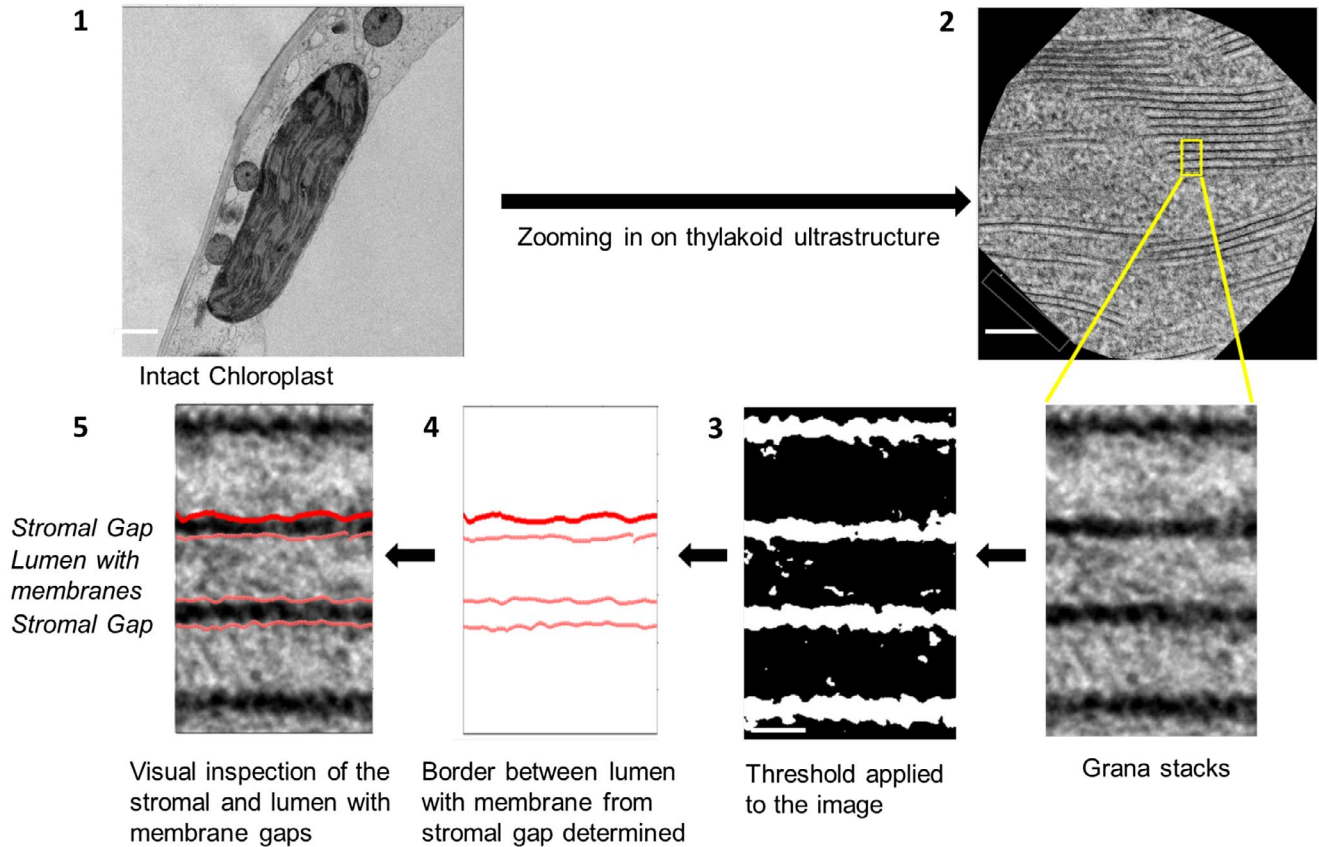 1
2
Zooming in on thylakoid ultrastructure
Intact Chloroplast
5
4
3
Stromal Gap
Lumen with
membranes
Stromal Gap
Visual inspection of the
stromal and lumen with
membrane gaps
Border between lumen
with membrane from
stromal gap determined
Threshold applied
to the image
Grana stacks